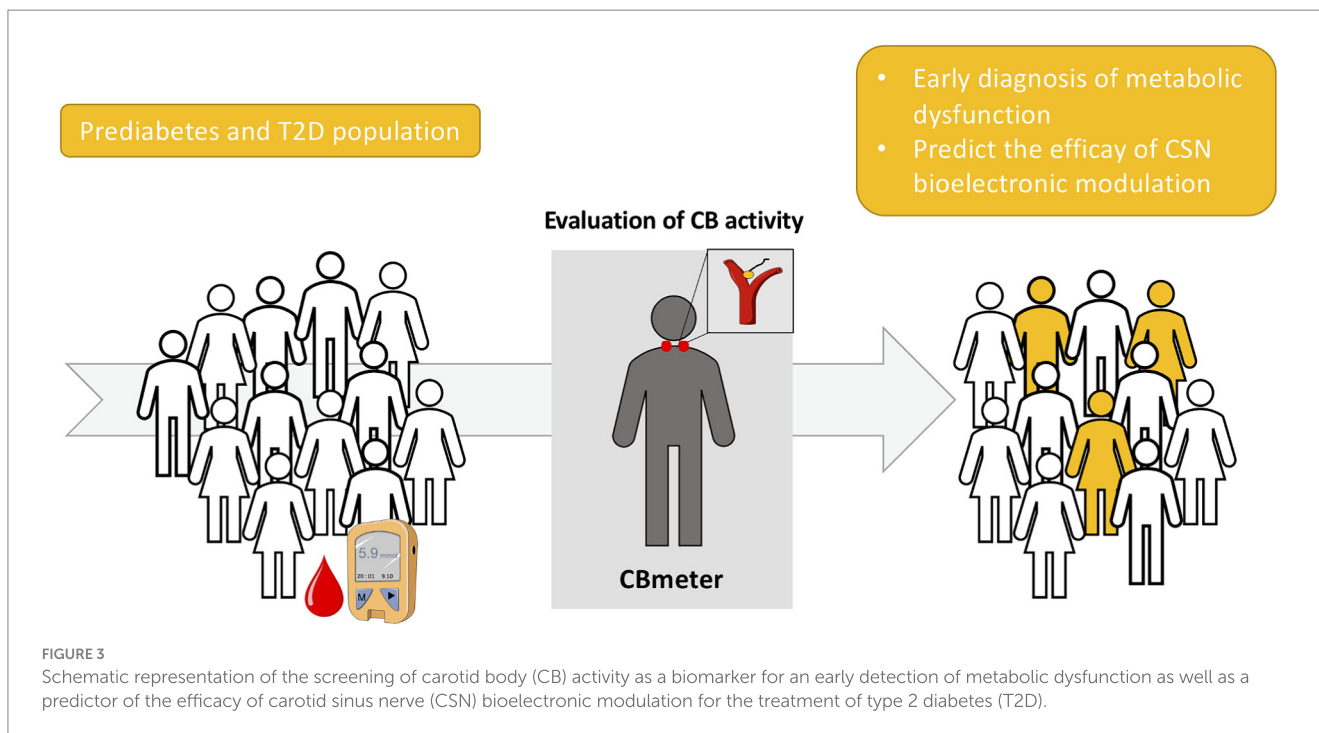 Prediabetes and T2D population
• Early diagnosis of metabolic
dysfunction
• Predict the efficay of CSN
bioelectronic modulation
Evaluation of CB activity
CBmeter
5.9 mmol
20:01 9.10
M
FIGURE 3
Schematic representation of the screening of carotid body (CB) activity as a biomarker for an early detection of metabolic dysfunction as well as a
predictor of the efficacy of carotid sinus nerve (CSN) bioelectronic modulation for the treatment of type 2 diabetes (T2D).